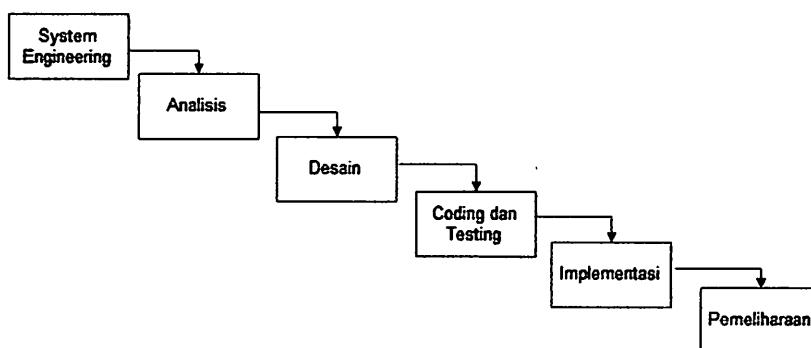 System
Engineering
Analisis
Desain
Coding dan
Testing
Implementasi
Pemeliharaan